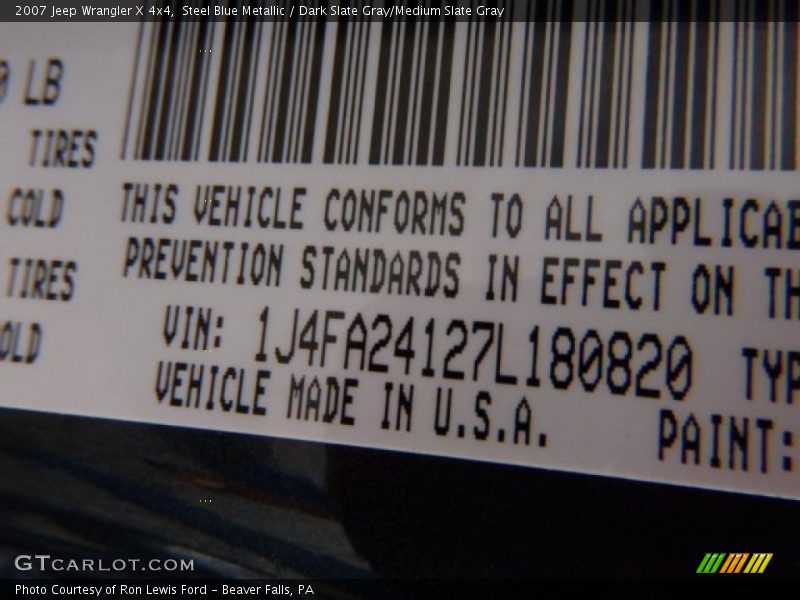 2007 Jeep Wrangler X 4x4, Steel Blue Metallic / Dark Slate Gray/Medium Slate Gray
LB
TIRES
COLD
TIRES
THIS VEHICLE CONFORMS TO ALL
PREVENTION STANDARDS IN EFFECT ON
VIN: 1J4FA24127L180820
VEHICLE MADE IN U.S.A.
PAINT:
GTCARLOT.COM
Photo Courtesy of Ron Lewis Ford - Beaver Falls, PA